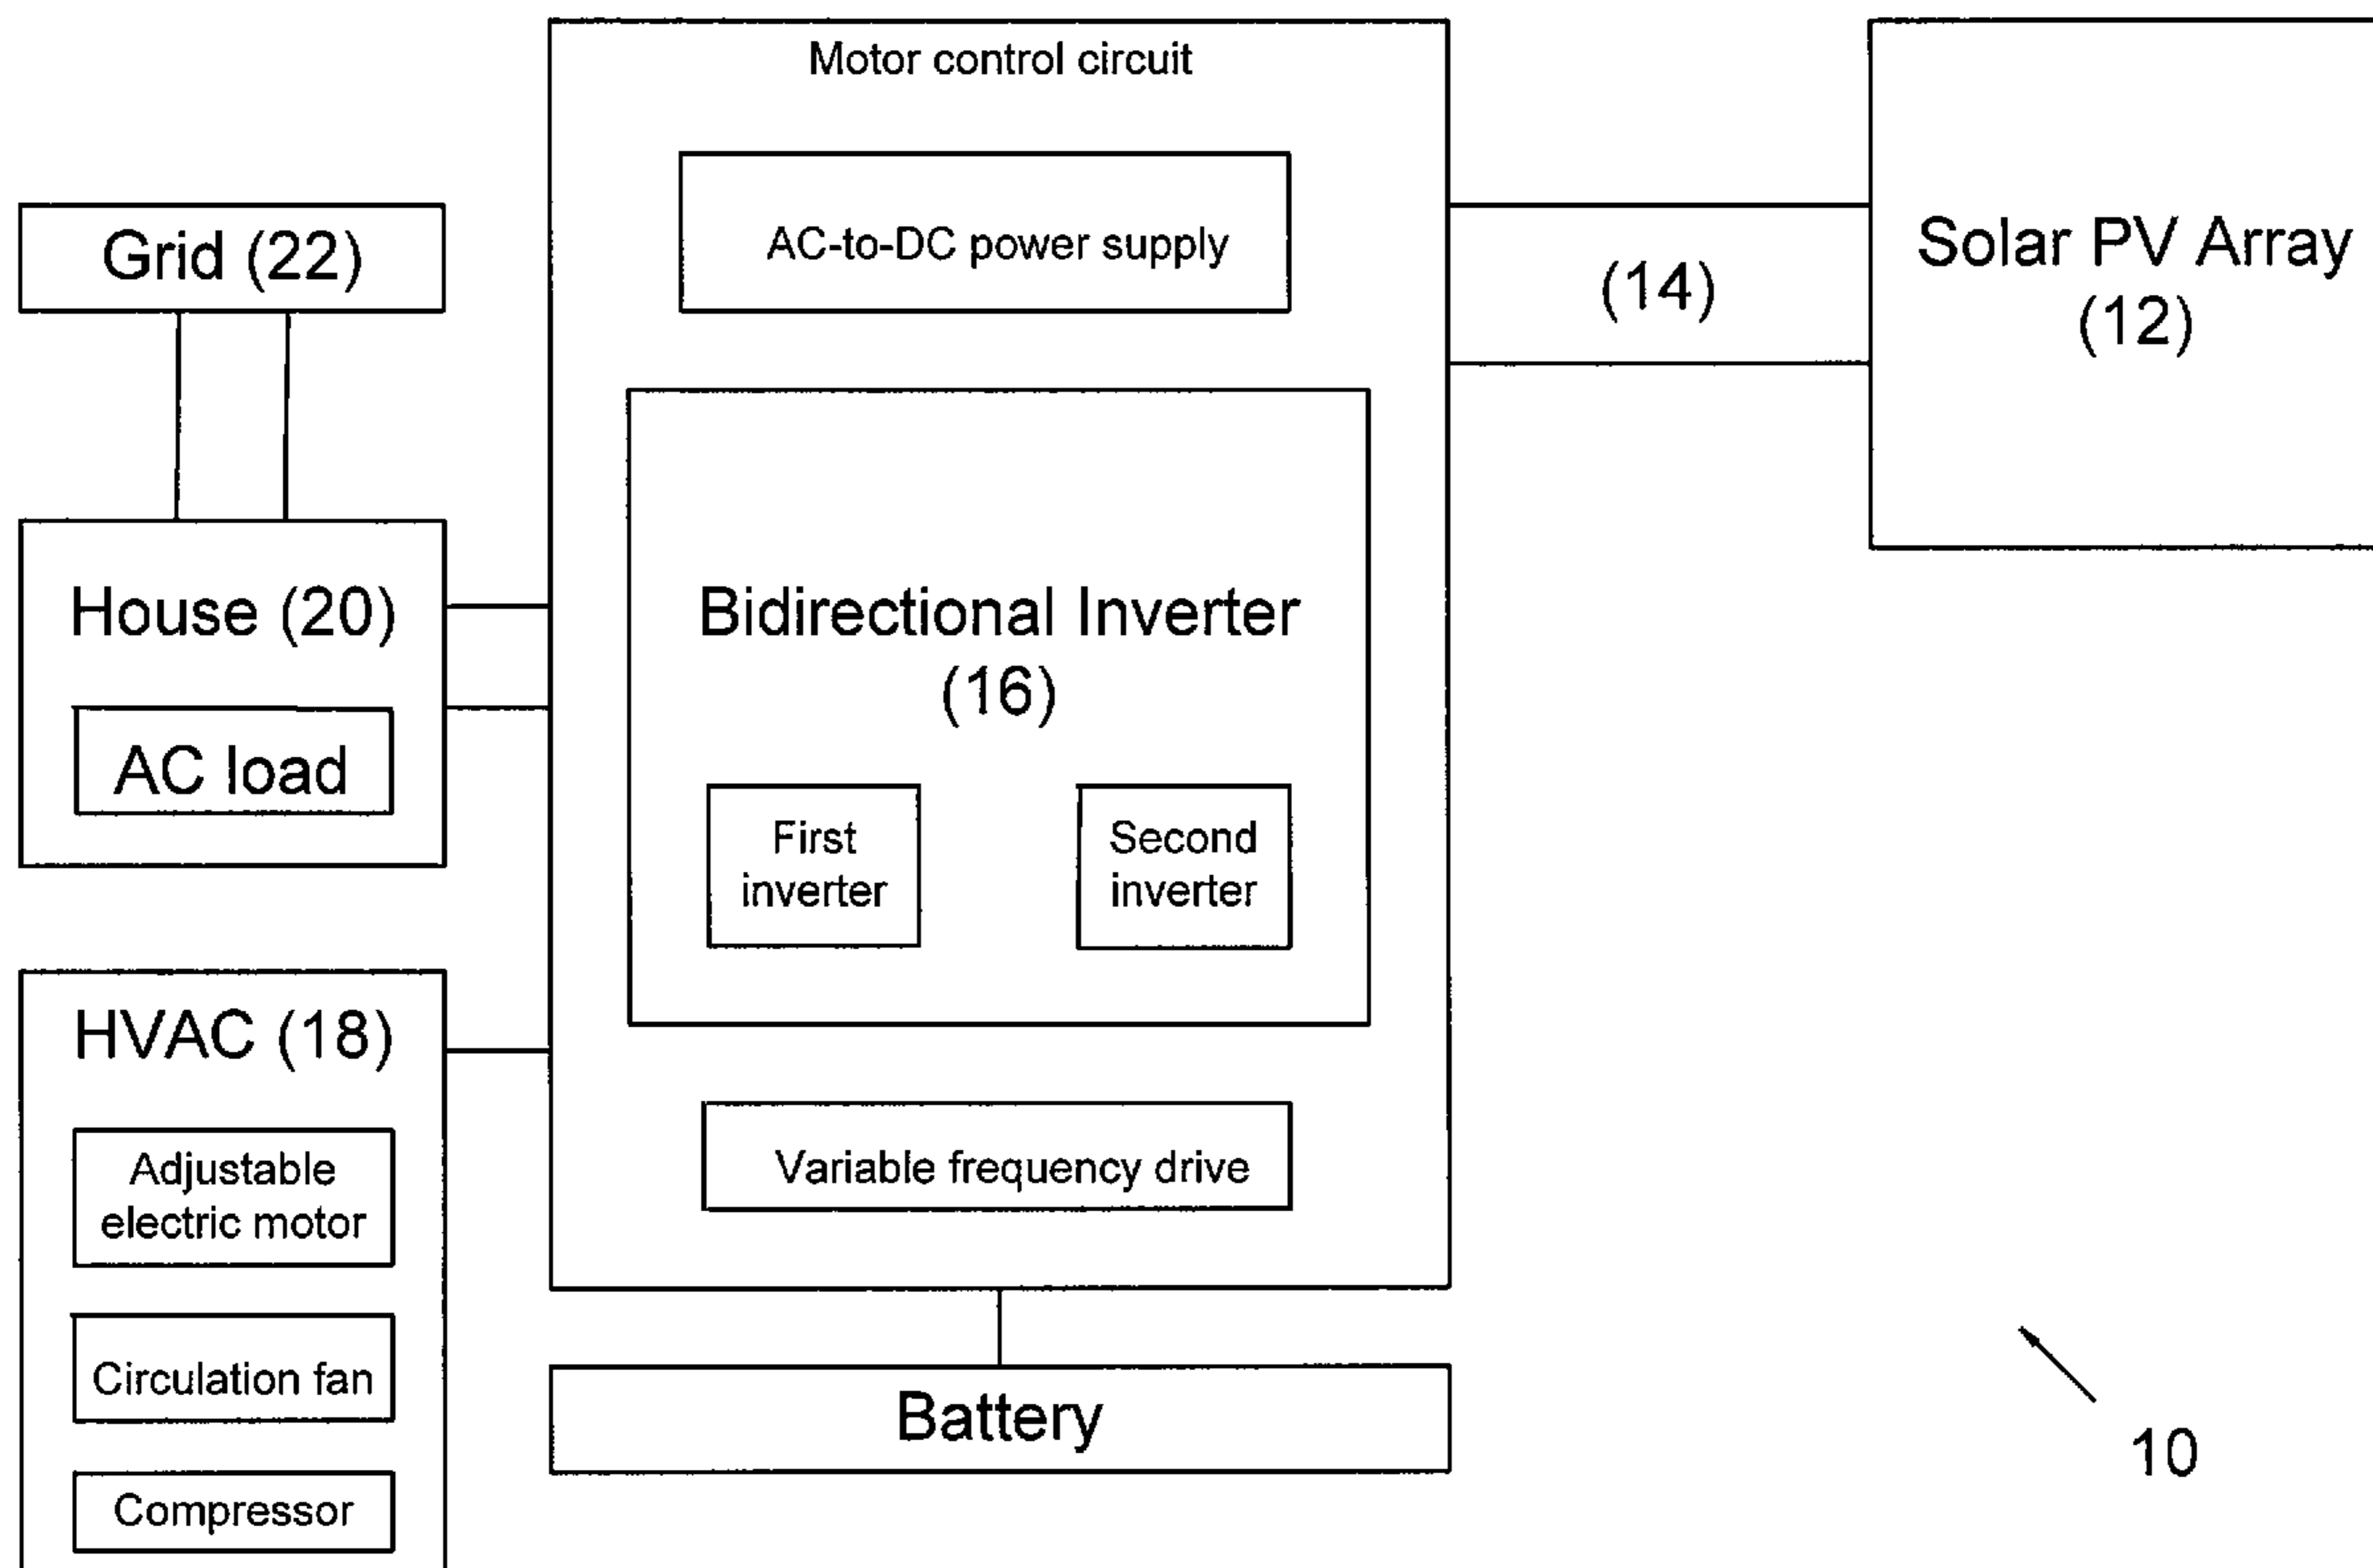 Motor control circuit
AC-to-DC power supply
Grid (22)
(14)
Solar PV Array
(12)
House (20)
AC load
Bidirectional Inverter
(16)
First
inverter
Second
inverter
HVAC (18)
Adjustable
electric motor
Circulation fan
Compressor
Variable frequency drive
Battery
10